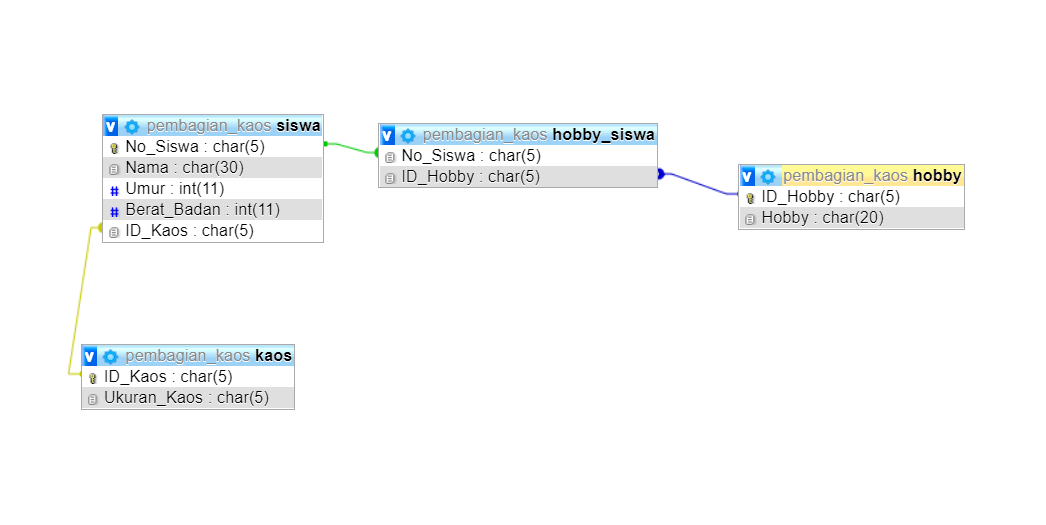 V pembagian_kaos siswa
No_Siswa : char(5)
Nama : char(30)
# Umur : int(11)
# Berat_Badan : int(11)
ID_Kaos : char(5)
V pembagian_kaos hobby_siswa
No_Siswa : char(5)
ID_Hobby : char(5)
V pembagian_kaos hobby
ID_Hobby : char(5)
Hobby : char(20)
V pembagian_kaos kaos
ID_Kaos : char(5)
Ukuran_Kaos : char(5)